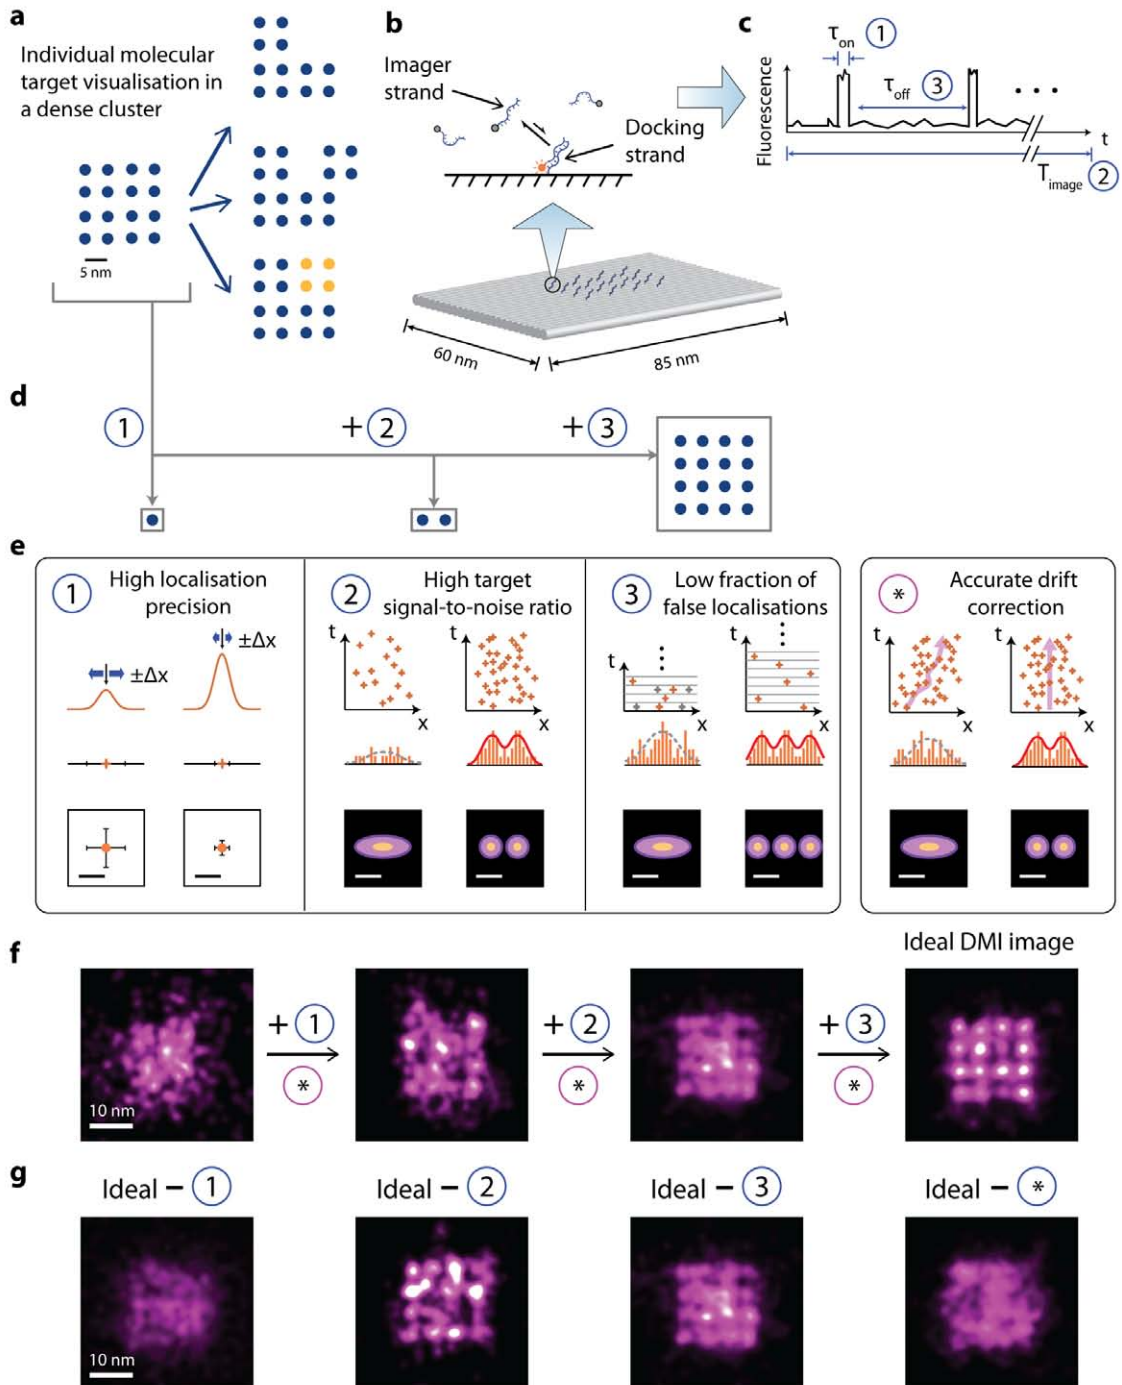 a
Individual molecular
target visualisation in
a dense cluster
5 nm
b
Imager
strand
Docking
strand
60 nm
85 nm
c
Fluorescence
τon 1
τoff 3
• • •
t
Timage 2
d
1
+ 2
+ 3
e
1 High localisation
precision
±Δx
±Δx
2 High target
signal-to-noise ratio
t
x
t
x
3 Low fraction of
false localisations
t
x
t
x
* Accurate drift
correction
t
x
t
x
f
Ideal DMI image
+ 1
*
+ 2
*
+ 3
*
10 nm
g
Ideal – 1
Ideal – 2
Ideal – 3
Ideal – *
10 nm